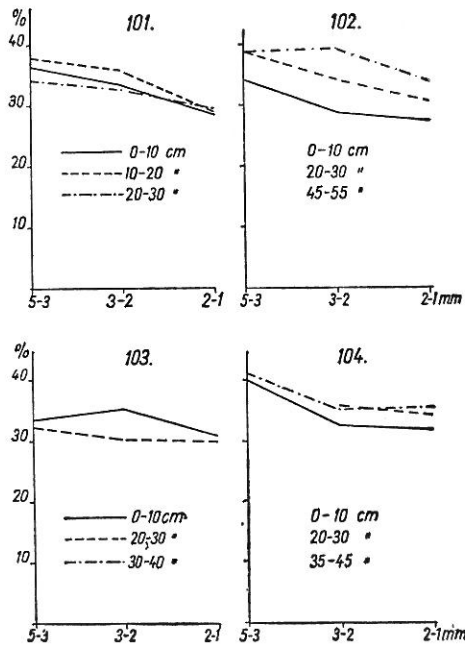 101.
%
40
30
20
10
0-10 cm
10-20 "
20-30 "
5-3 3-2 2-1
102.
0-10 cm
20-30 "
45-55 "
5-3 3-2 2-1mm
103.
%
40
30
20
10
0-10cm
20-30 "
30-40 "
5-3 3-2 2-1
104.
0-10 cm
20-30 "
35-45 "
5-3 3-2 2-1mm